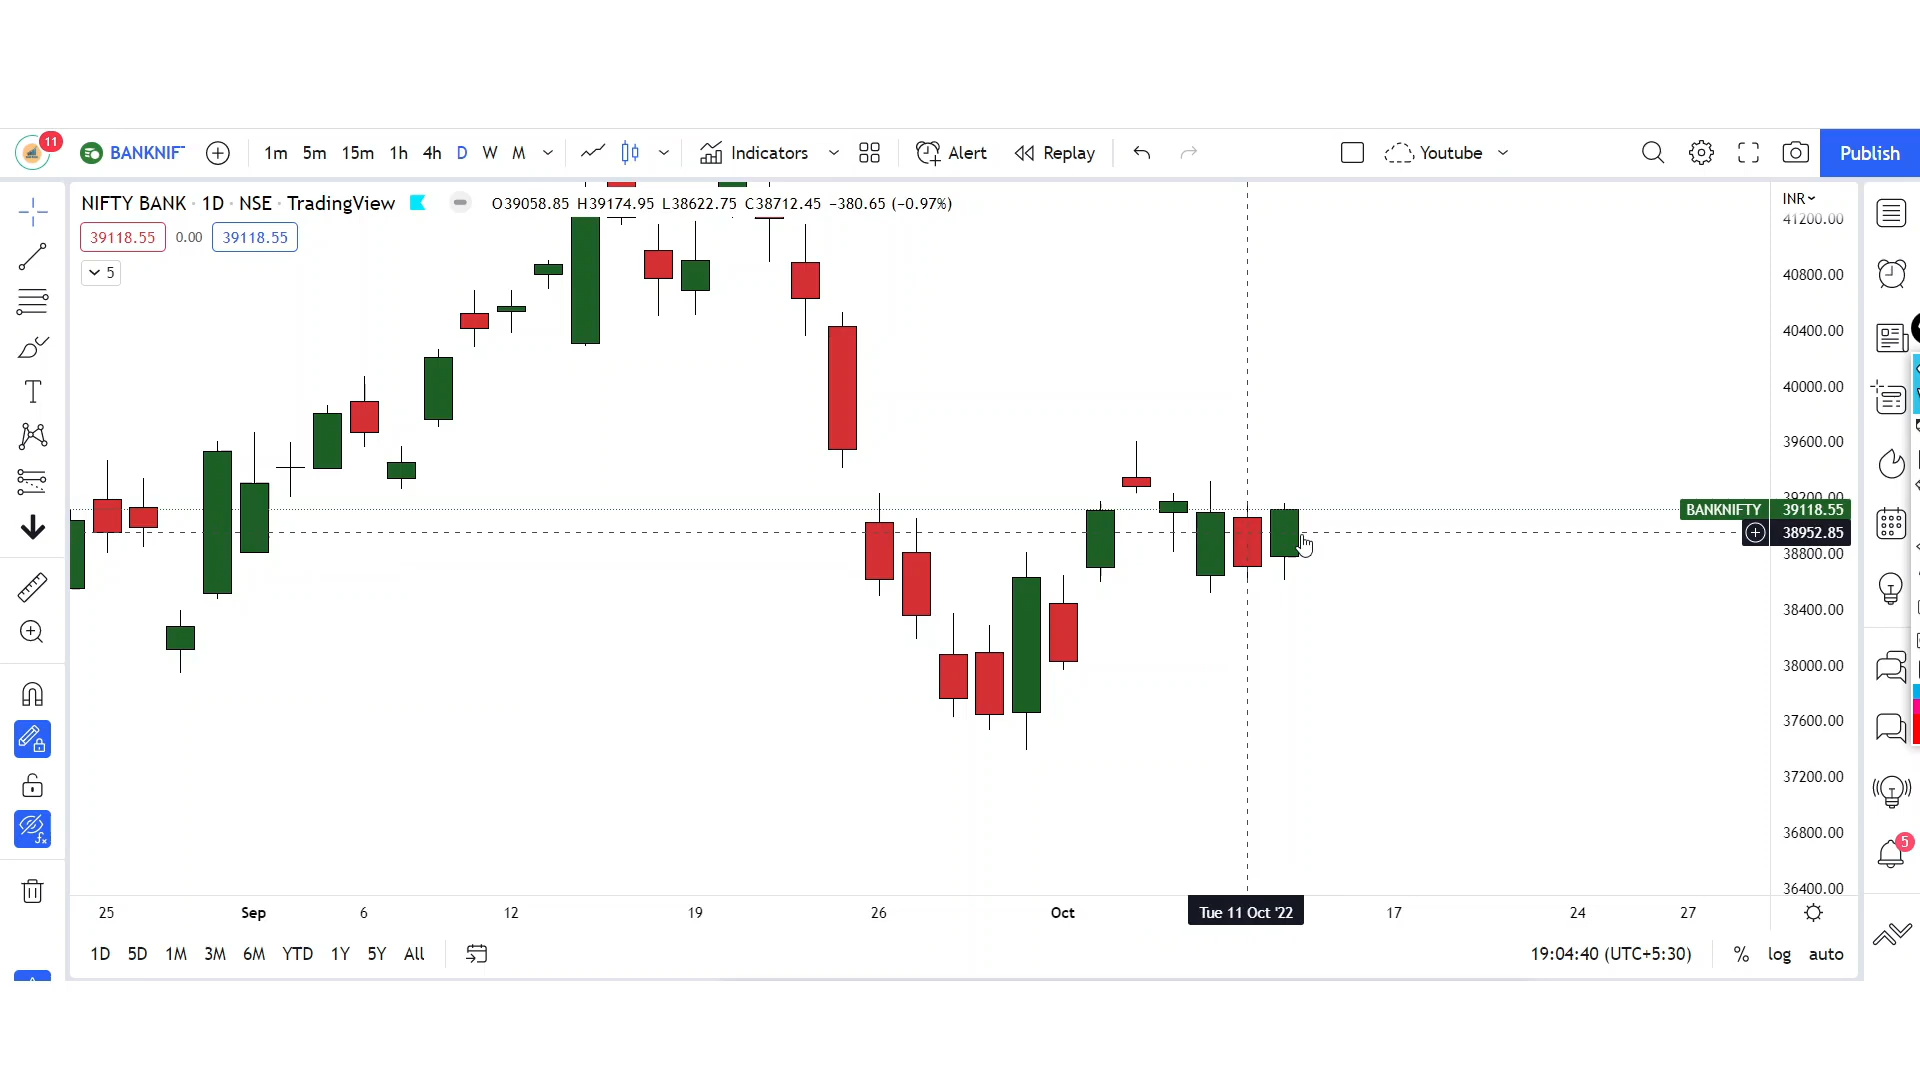 11 BANKNIF 1m 5m 15m 1h 4h D W M Indicators Alert Replay Youtube Publish
NIFTY BANK · 1D · NSE · TradingView O39058.85 H39174.95 L38622.75 C38712.45 −380.65 (−0.97%)
INR
39118.55 0.00 39118.55
5
41200.00
40800.00
40400.00
40000.00
39600.00
39200.00
BANKNIFTY 39118.55
38952.85
38800.00
38400.00
38000.00
37600.00
37200.00
36800.00
5
36400.00
25 Sep 6 12 19 26 Oct Tue 11 Oct '22 17 24 27
1D 5D 1M 3M 6M YTD 1Y 5Y All 19:04:40 (UTC+5:30) % log auto